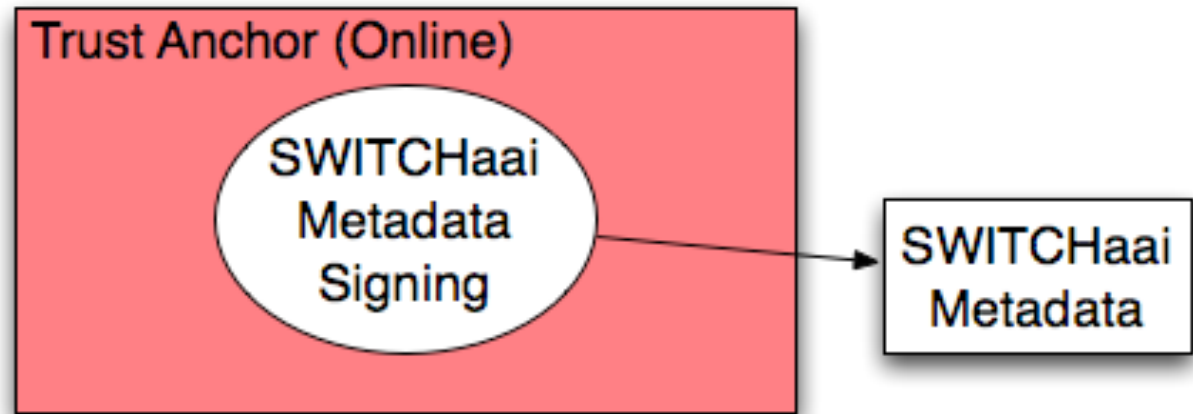 Trust Anchor (Online)
SWITCHaai
Metadata
Signing
SWITCHaai
Metadata